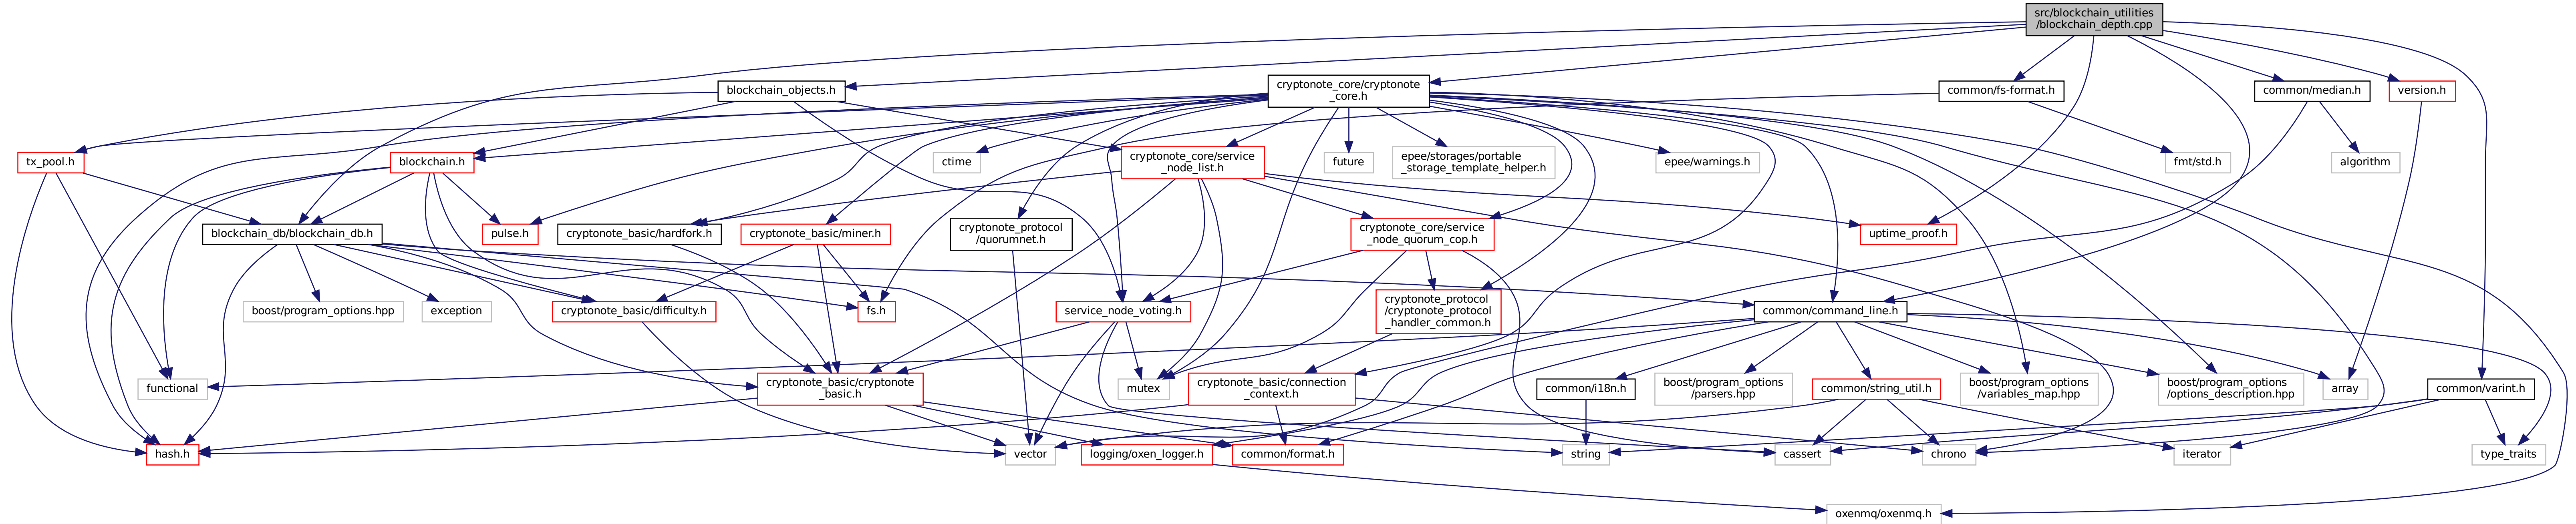 src/blockchain_utilities
/blockchain_depth.cpp
blockchain_objects.h
cryptonote_core/cryptonote
_core.h
common/fs-format.h
common/median.h
version.h
tx_pool.h
blockchain.h
ctime
cryptonote_core/service
_node_list.h
future
epee/storages/portable
_storage_template_helper.h
epee/warnings.h
fmt/std.h
algorithm
blockchain_db/blockchain_db.h
pulse.h
cryptonote_basic/hardfork.h
cryptonote_basic/miner.h
cryptonote_protocol
/quorumnet.h
cryptonote_core/service
_node_quorum_cop.h
uptime_proof.h
boost/program_options.hpp
exception
cryptonote_basic/difficulty.h
fs.h
service_node_voting.h
cryptonote_protocol
/cryptonote_protocol
_handler_common.h
common/command_line.h
functional
cryptonote_basic/cryptonote
_basic.h
mutex
cryptonote_basic/connection
_context.h
common/i18n.h
boost/program_options
/parsers.hpp
common/string_util.h
boost/program_options
/variables_map.hpp
boost/program_options
/options_description.hpp
array
common/varint.h
hash.h
vector
logging/oxen_logger.h
common/format.h
string
cassert
chrono
iterator
type_traits
oxenmq/oxenmq.h